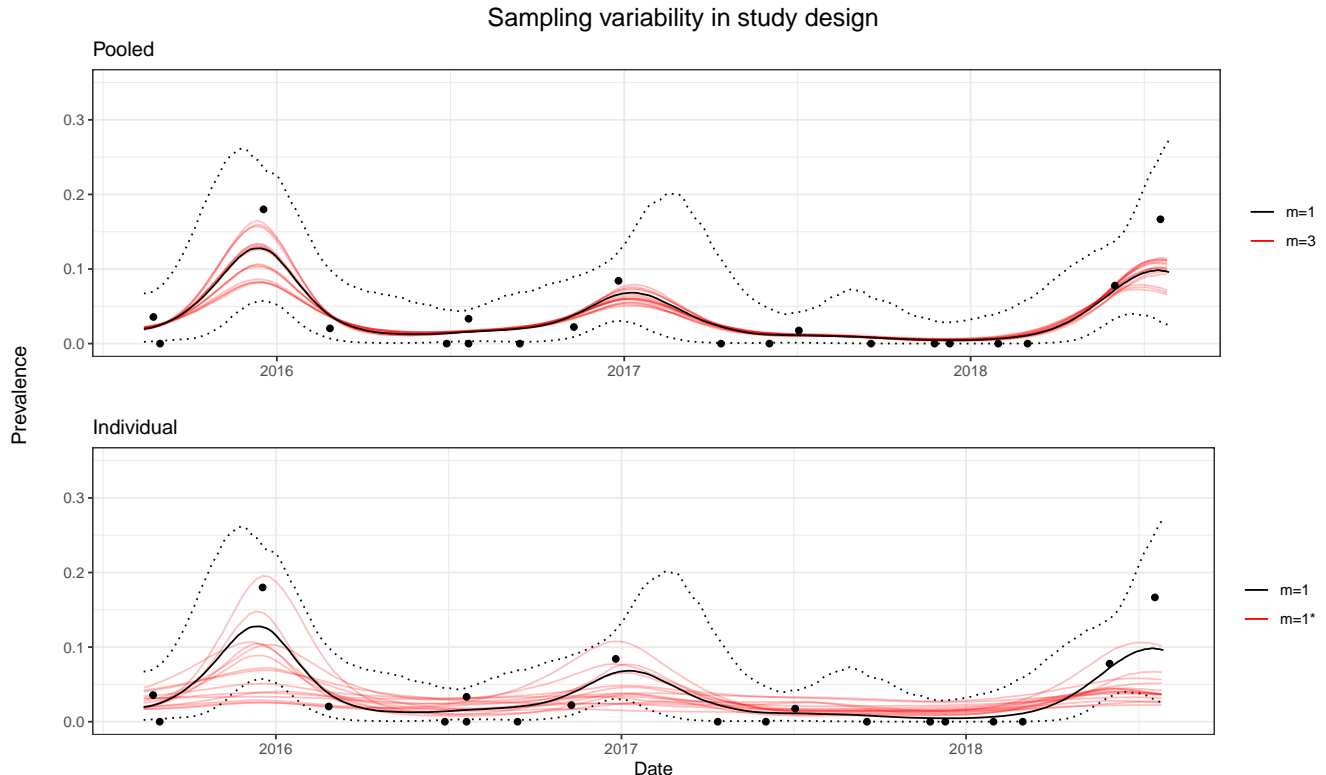 Sampling variability in study design
Pooled
0.3
0.2
0.1
0.0
2016 2017 2018
m=1
m=3
Prevalence
Individual
0.3
0.2
0.1
0.0
2016 2017 2018
m=1
m=1*
Date